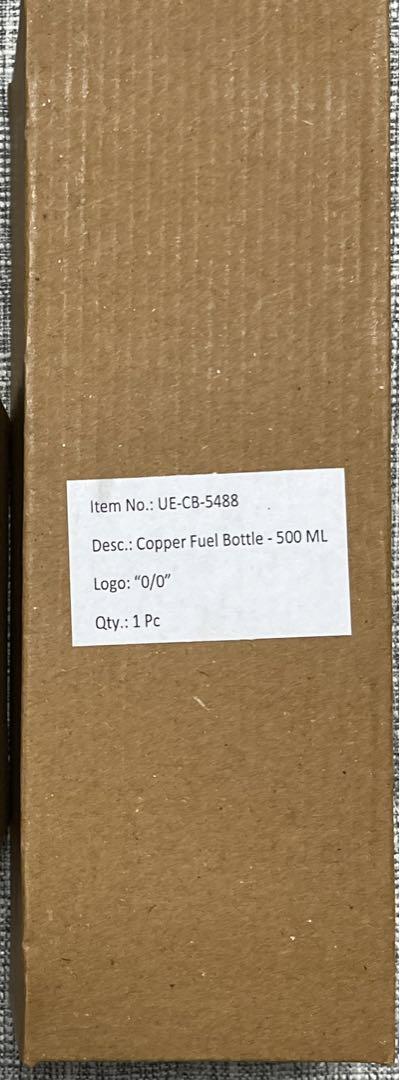 Item No.: UE-CB-5488
Desc.: Copper Fuel Bottle - 500 ML
Logo: “0/0”
Qty.: 1 Pc